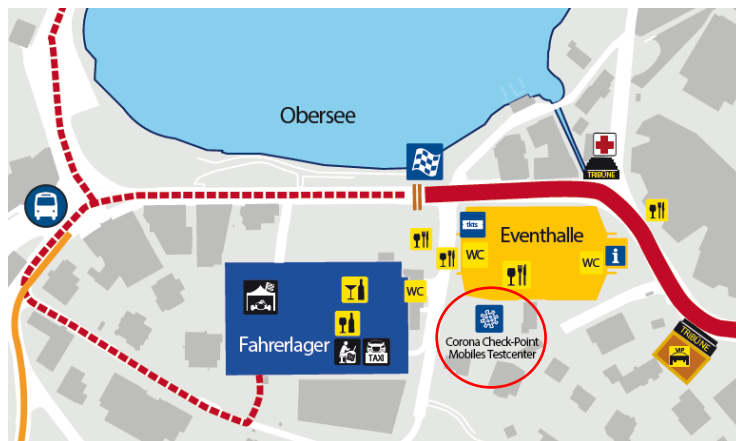 Obersee
TRIBÜNE
tkts
Eventhalle
WC
WC
i
WC
Fahrerlager
TAXI
Corona Check-Point
Mobiles Testcenter
TRIBÜNE
VIP